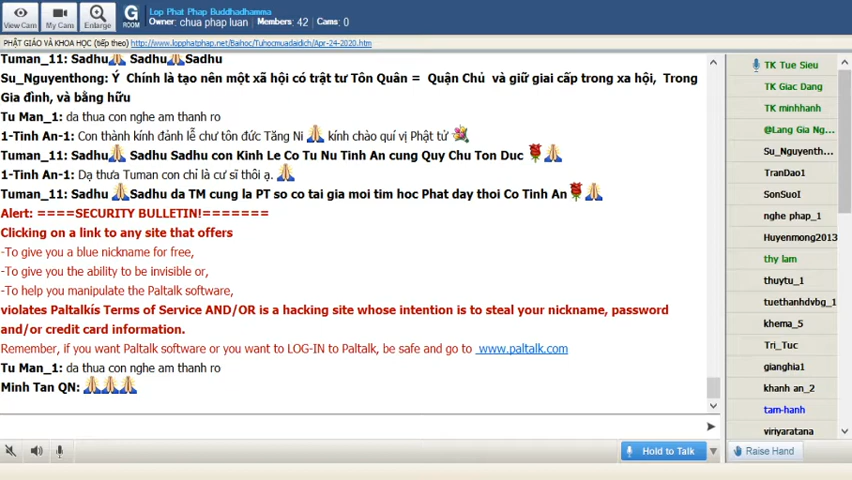 Lop Phat Phap Buddhadhamma
Owner: chua phap luan Members: 42 Cams: 0
View Cam My Cam Enlarge G ROOM
PHẬT GIÁO VÀ KHOA HỌC (tiếp theo) http://www.lopphatphap.net/Baihoc/Tuhocmuadaidich/Apr-24-2020.htm
Tuman_11: Sadhu Sadhu Sadhu
Su_Nguyenthong: Ý Chính là tạo nên một xã hội có trật tư Tôn Quân = Quận Chủ và giữ giai cấp trong xa hội, Trong
Gia đình, và bằng hữu
Tu Man_1: da thua con nghe am thanh ro
1-Tinh An-1: Con thành kính đảnh lễ chư tôn đức Tăng Ni kính chào quí vị Phật tử
Tuman_11: Sadhu Sadhu Sadhu con Kinh Le Co Tu Nu Tinh An cung Quy Chu Ton Duc
1-Tinh An-1: Dạ thưa Tuman con chỉ là cư sĩ thôi ạ.
Tuman_11: Sadhu Sadhu da TM cung la PT so co tai gia moi tim hoc Phat day thoi Co Tinh An
Alert: ====SECURITY BULLETIN!=======
Clicking on a link to any site that offers
-To give you a blue nickname for free,
-To give you the ability to be invisible or,
-To help you manipulate the Paltalk software,
violates Paltalkís Terms of Service AND/OR is a hacking site whose intention is to steal your nickname, password
and/or credit card information.
Remember, if you want Paltalk software or you want to LOG-IN to Paltalk, be safe and go to www.paltalk.com
Tu Man_1: da thua con nghe am thanh ro
Minh Tan QN:
Hold to Talk
TK Tue Sieu
TK Giac Dang
TK minhhanh
@Lang Gia Ng...
Su_Nguyenth...
TranDao1
SonSuoI
nghe phap_1
Huyenmong2013
thy lam
thuytu_1
tuethanhdvbg_1
khema_5
Tri_Tuc
gianghia1
khanh an_2
tam-hanh
viriyaratana
Raise Hand